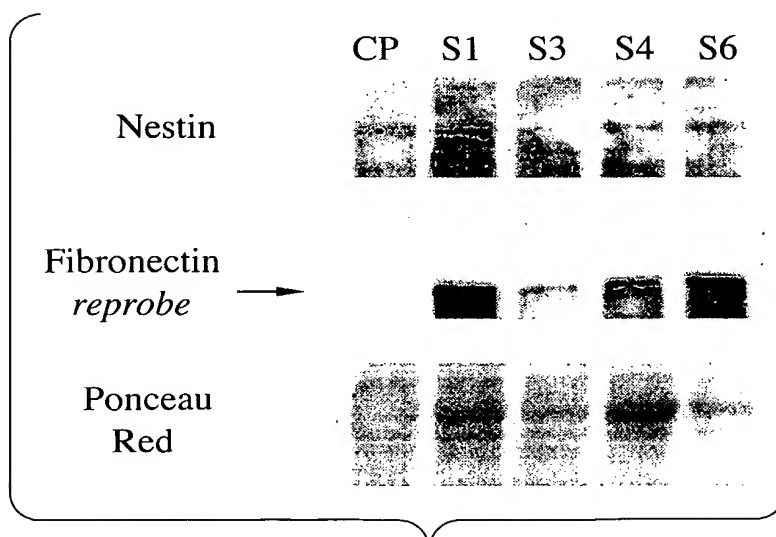 CP S1 S3 S4 S6
Nestin
Fibronectin
reprobe
Ponceau
Red